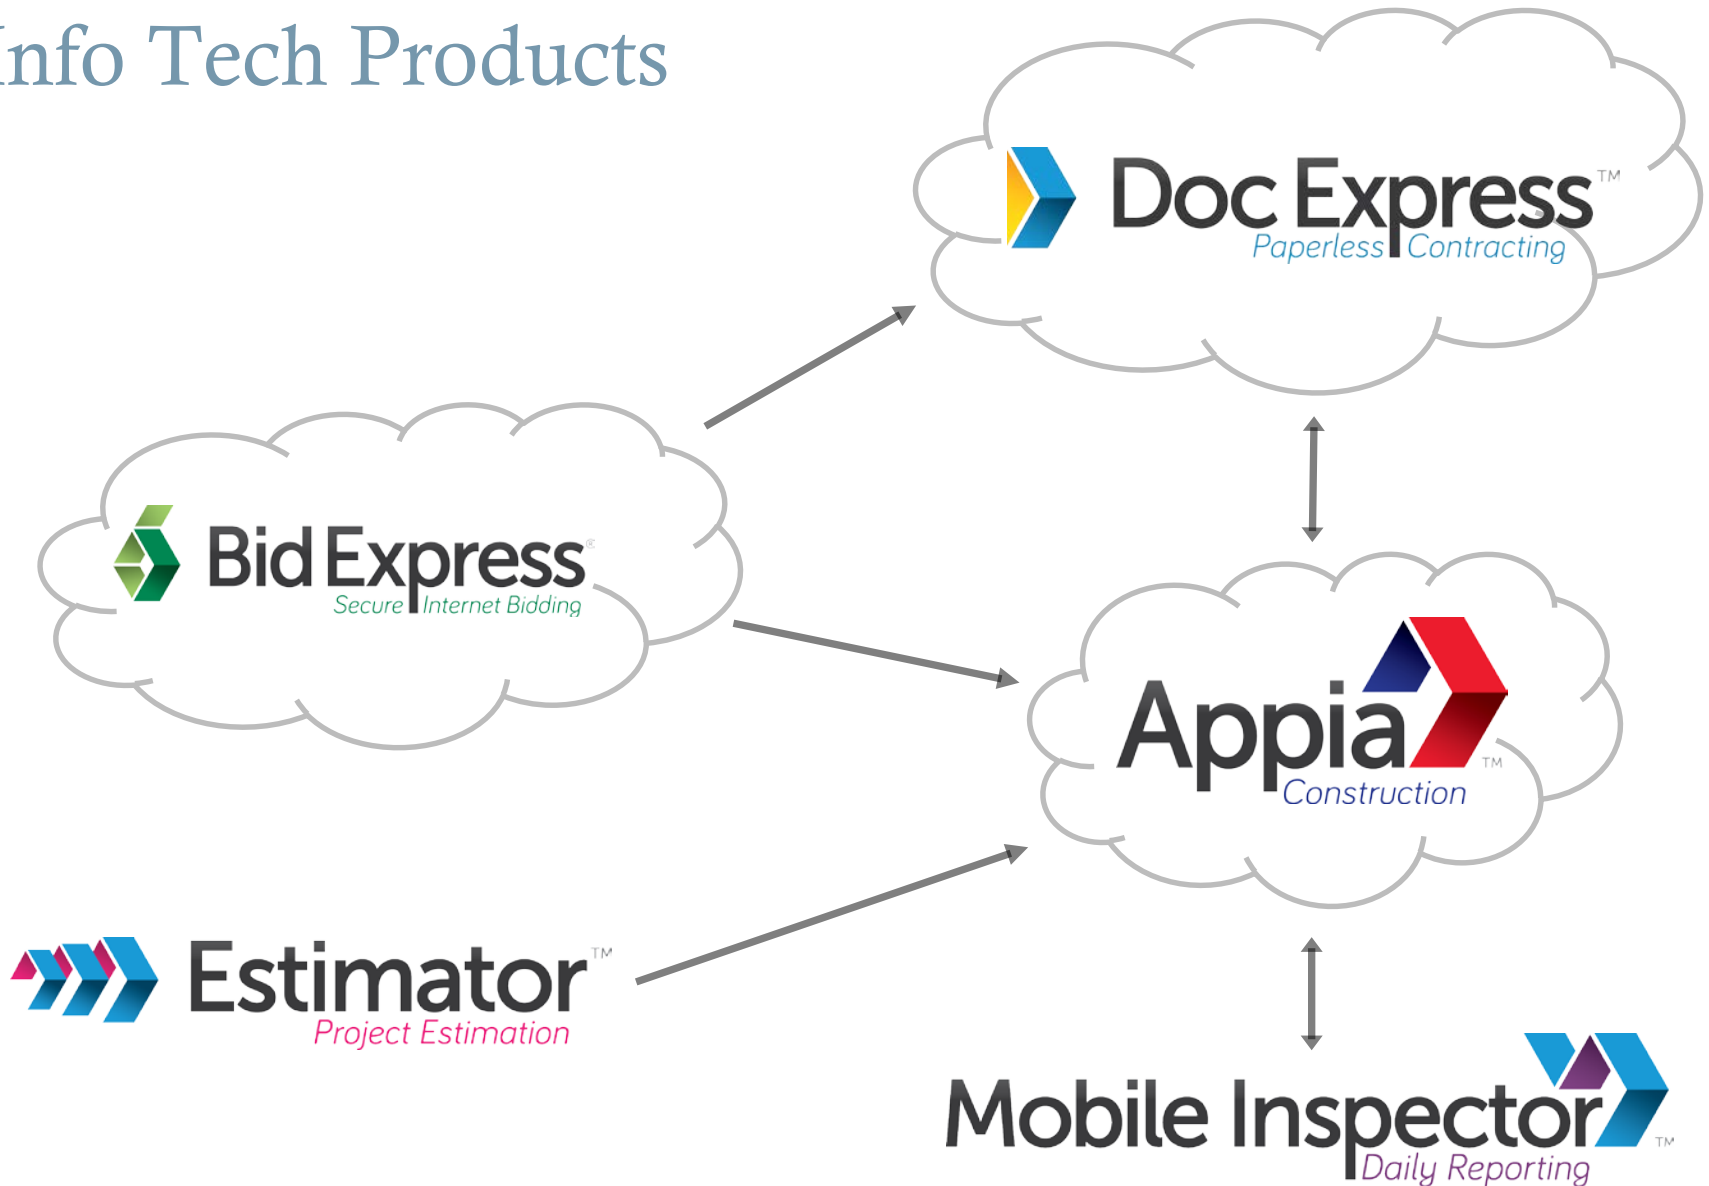 Info Tech Products
Doc Express™
Paperless Contracting
Bid Express®
Secure Internet Bidding
Appia™
Construction
Estimator™
Project Estimation
Mobile Inspector™
Daily Reporting